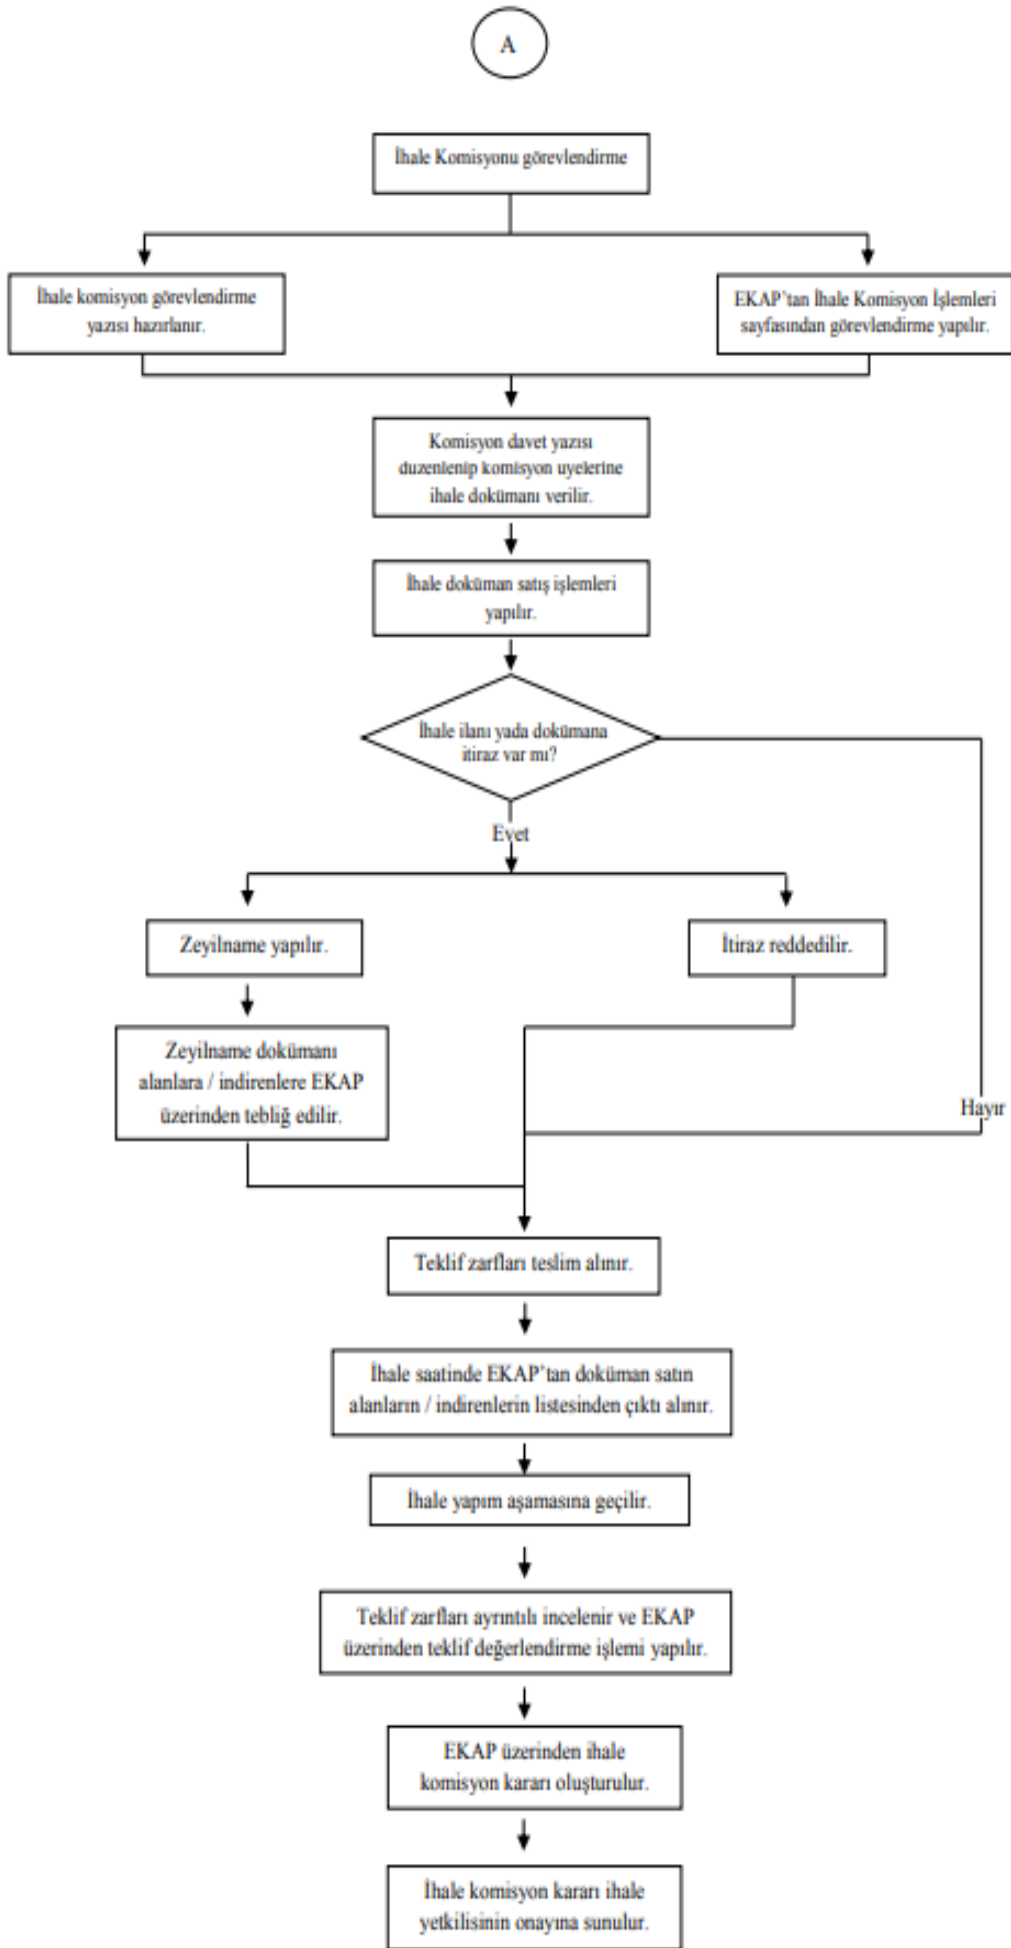 A
İhale Komisyonu görevlendirme
İhale komisyon görevlendirme
yazısı hazırlanır.
EKAP'tan İhale Komisyon İşlemleri
sayfasından görevlendirme yapılır.
Komisyon davet yazısı
duzenlenip komisyon uyelerine
ihale dokümanı verilir.
İhale doküman satış işlemleri
yapılır.
İhale ilanı yada dokümana
itiraz var mı?
Evet
Zeyilname yapılır.
İtiraz reddedilir.
Zeyilname dokümanı
alanlara / indirenlere EKAP
üzerinden tebliğ edilir.
Hayır
Teklif zarfları teslim alınır.
İhale saatinde EKAP'tan doküman satın
alanların / indirenlerin listesinden çıktı alınır.
İhale yapım aşamasına geçilir.
Teklif zarfları ayrıntılı incelenir ve EKAP
üzerinden teklif değerlendirme işlemi yapılır.
EKAP üzerinden ihale
komisyon kararı oluşturulur.
İhale komisyon kararı ihale
yetkilisinin onayına sunulur.